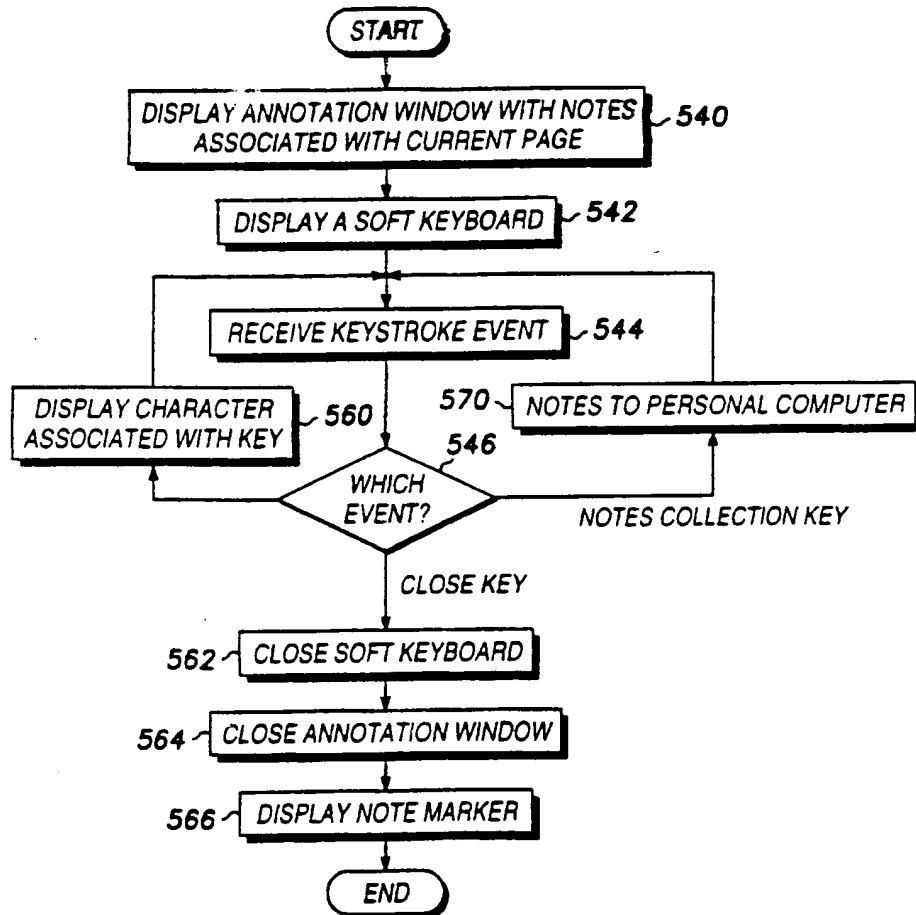 START
DISPLAY ANNOTATION WINDOW WITH NOTES
ASSOCIATED WITH CURRENT PAGE
540
DISPLAY A SOFT KEYBOARD
542
RECEIVE KEYSTROKE EVENT
544
DISPLAY CHARACTER
ASSOCIATED WITH KEY
560
570
NOTES TO PERSONAL COMPUTER
546
WHICH
EVENT?
NOTES COLLECTION KEY
CLOSE KEY
562
CLOSE SOFT KEYBOARD
564
CLOSE ANNOTATION WINDOW
566
DISPLAY NOTE MARKER
END